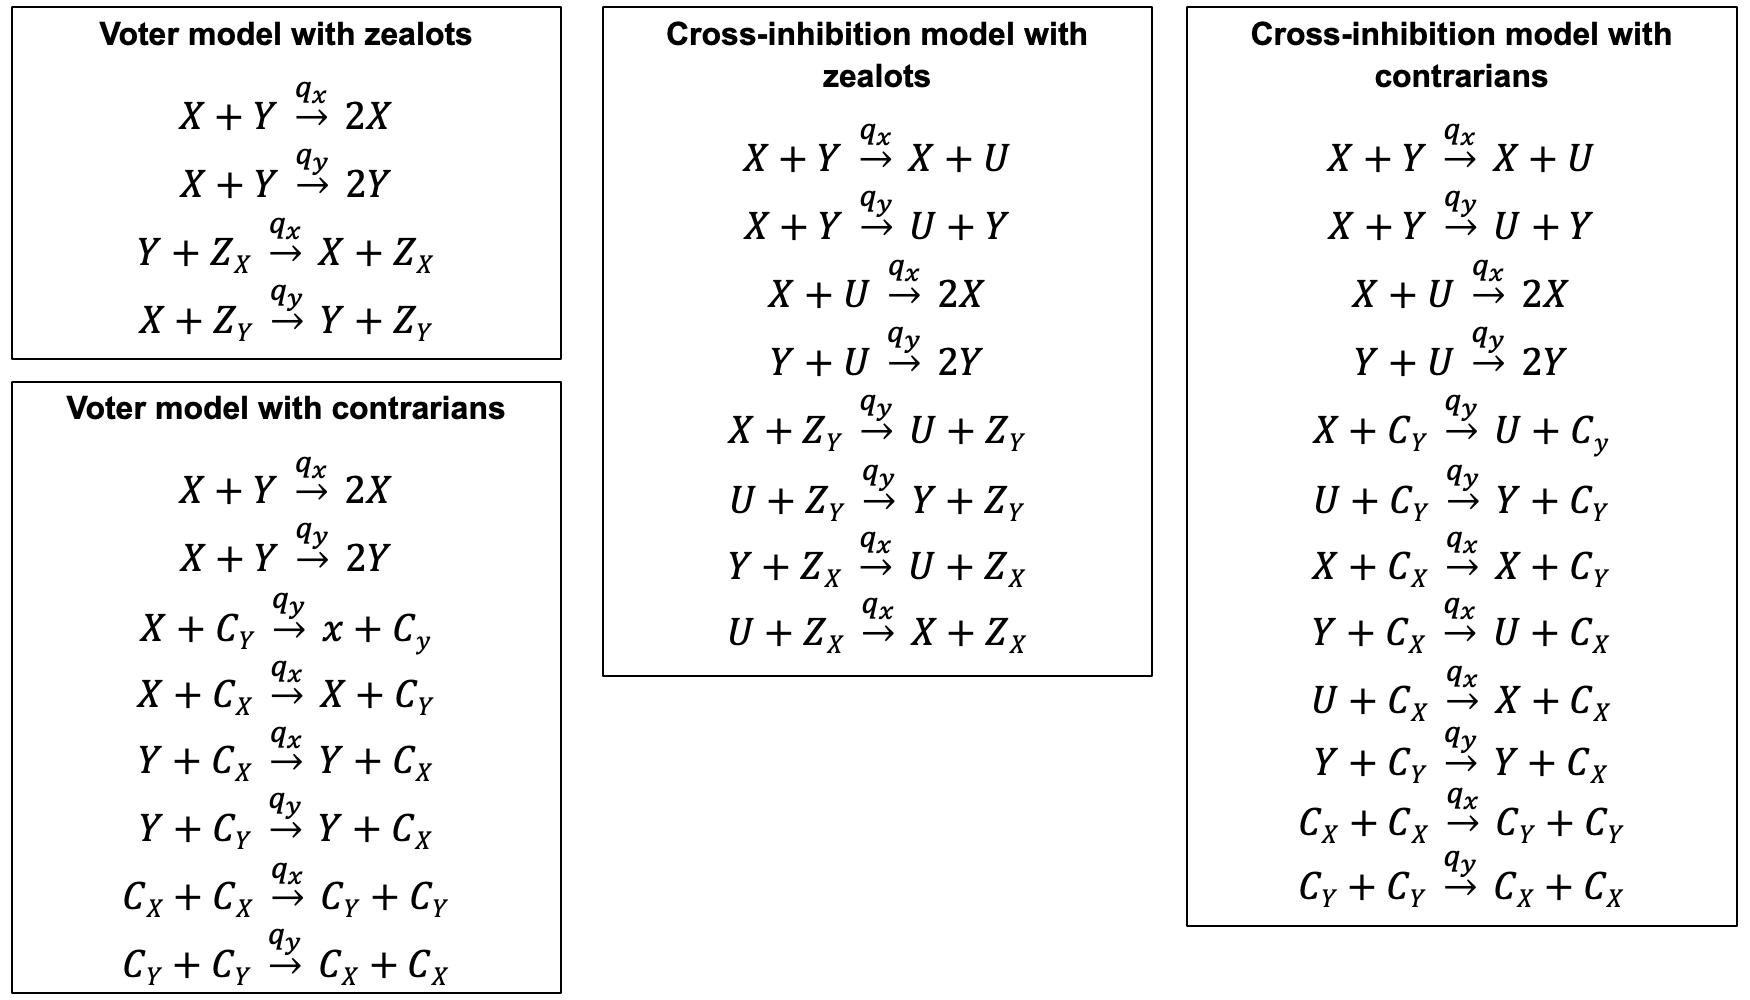 Voter model with zealots
X + Y \xrightarrow{q_x} 2X
X + Y \xrightarrow{q_y} 2Y
Y + Z_X \xrightarrow{q_x} X + Z_X
X + Z_Y \xrightarrow{q_y} Y + Z_Y
Voter model with contrarians
X + Y \xrightarrow{q_x} 2X
X + Y \xrightarrow{q_y} 2Y
X + C_Y \xrightarrow{q_y} x + C_y
X + C_X \xrightarrow{q_x} X + C_Y
Y + C_X \xrightarrow{q_x} Y + C_X
Y + C_Y \xrightarrow{q_y} Y + C_X
C_X + C_X \xrightarrow{q_x} C_Y + C_Y
C_Y + C_Y \xrightarrow{q_y} C_X + C_X
Cross-inhibition model with
zealots
X + Y \xrightarrow{q_x} X + U
X + Y \xrightarrow{q_y} U + Y
X + U \xrightarrow{q_x} 2X
Y + U \xrightarrow{q_y} 2Y
X + Z_Y \xrightarrow{q_y} U + Z_Y
U + Z_Y \xrightarrow{q_y} Y + Z_Y
Y + Z_X \xrightarrow{q_x} U + Z_X
U + Z_X \xrightarrow{q_x} X + Z_X
Cross-inhibition model with
contrarians
X + Y \xrightarrow{q_x} X + U
X + Y \xrightarrow{q_y} U + Y
X + U \xrightarrow{q_x} 2X
Y + U \xrightarrow{q_y} 2Y
X + C_Y \xrightarrow{q_y} U + C_y
U + C_Y \xrightarrow{q_y} Y + C_Y
X + C_X \xrightarrow{q_x} X + C_Y
Y + C_X \xrightarrow{q_x} U + C_X
U + C_X \xrightarrow{q_x} X + C_X
Y + C_Y \xrightarrow{q_y} Y + C_X
C_X + C_X \xrightarrow{q_x} C_Y + C_Y
C_Y + C_Y \xrightarrow{q_y} C_X + C_X